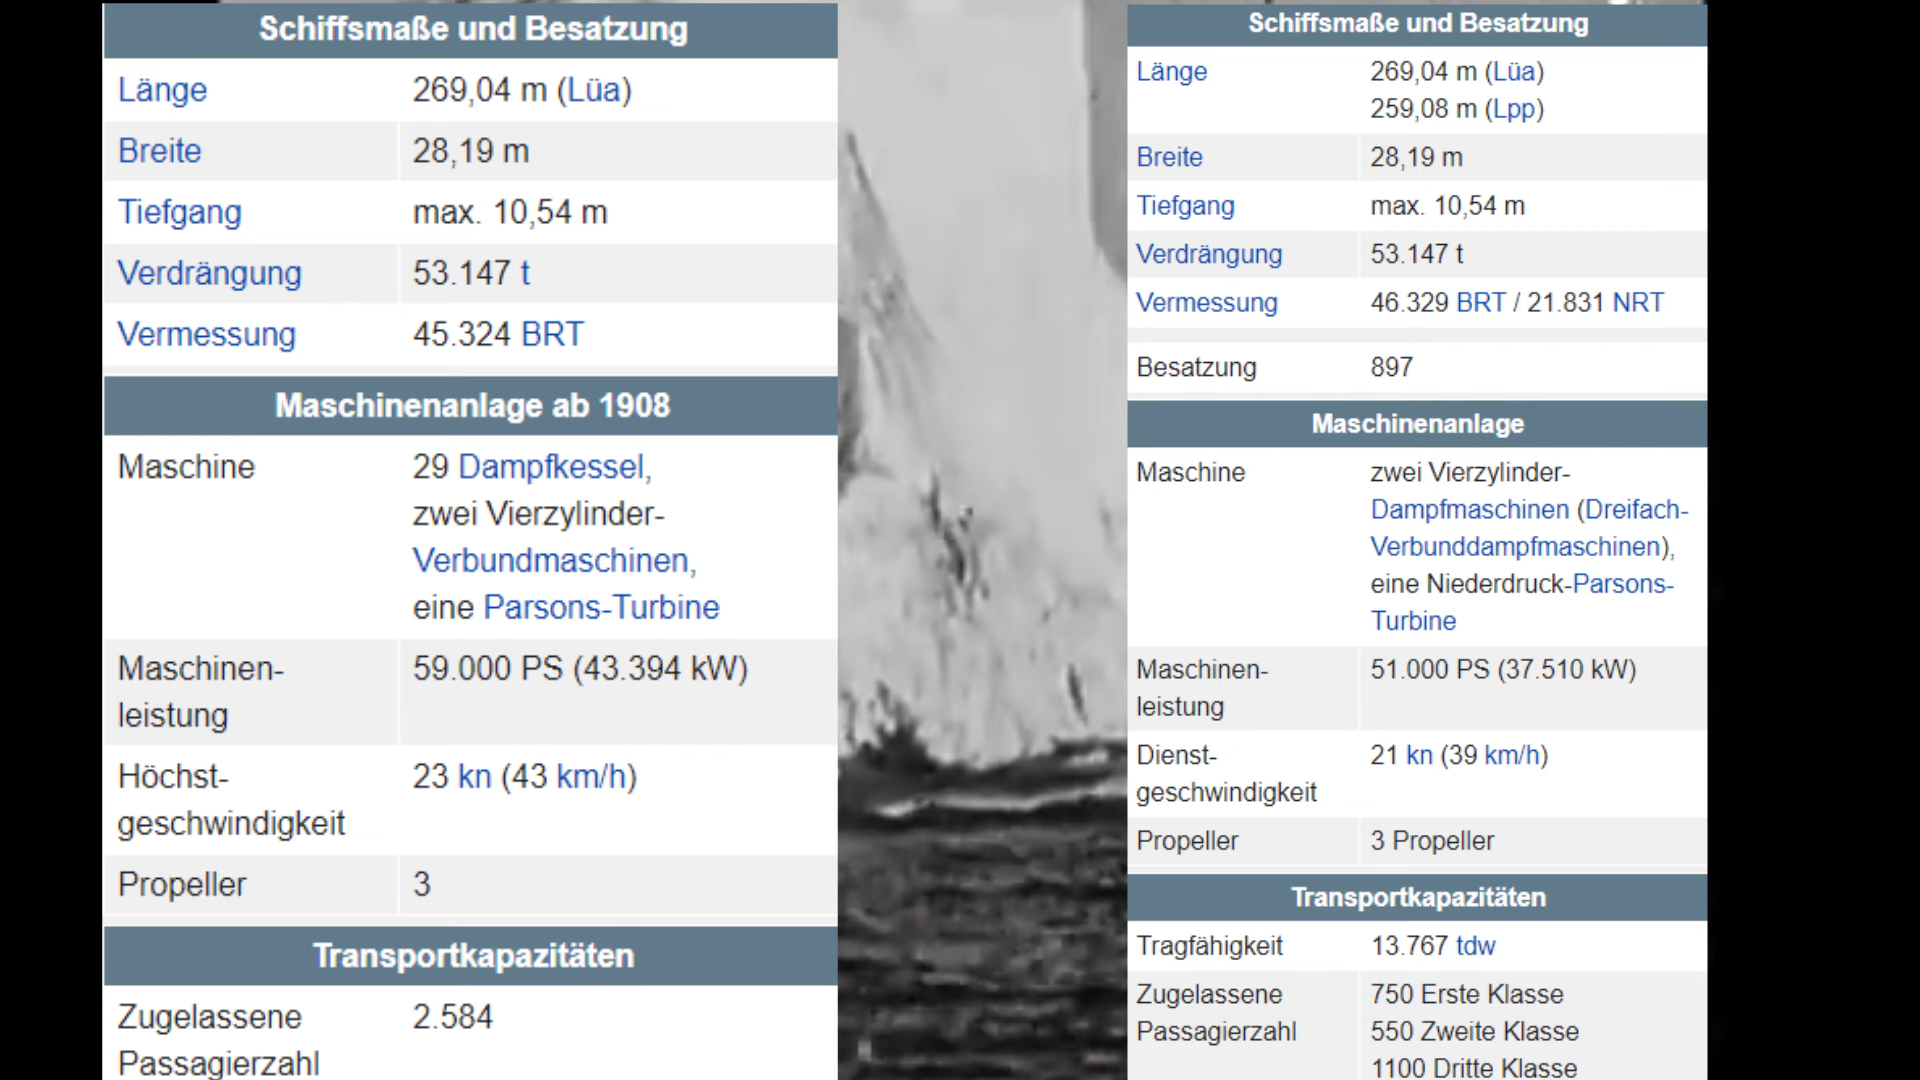 Schiffsmaße und Besatzung
Länge 269,04 m (Lüa)
Breite 28,19 m
Tiefgang max. 10,54 m
Verdrängung 53.147 t
Vermessung 45.324 BRT
Maschinenanlage ab 1908
Maschine 29 Dampfkessel,
zwei Vierzylinder-
Verbundmaschinen,
eine Parsons-Turbine
Maschinen- 59.000 PS (43.394 kW)
leistung
Höchst- 23 kn (43 km/h)
geschwindigkeit
Propeller 3
Transportkapazitäten
Zugelassene 2.584
Passagierzahl
Schiffsmaße und Besatzung
Länge 269,04 m (Lüa)
259,08 m (Lpp)
Breite 28,19 m
Tiefgang max. 10,54 m
Verdrängung 53.147 t
Vermessung 46.329 BRT / 21.831 NRT
Besatzung 897
Maschinenanlage
Maschine zwei Vierzylinder-
Dampfmaschinen (Dreifach-
Verbunddampfmaschinen),
eine Niederdruck-Parsons-
Turbine
Maschinen- 51.000 PS (37.510 kW)
leistung
Dienst- 21 kn (39 km/h)
geschwindigkeit
Propeller 3 Propeller
Transportkapazitäten
Tragfähigkeit 13.767 tdw
Zugelassene 750 Erste Klasse
Passagierzahl 550 Zweite Klasse
1100 Dritte Klasse